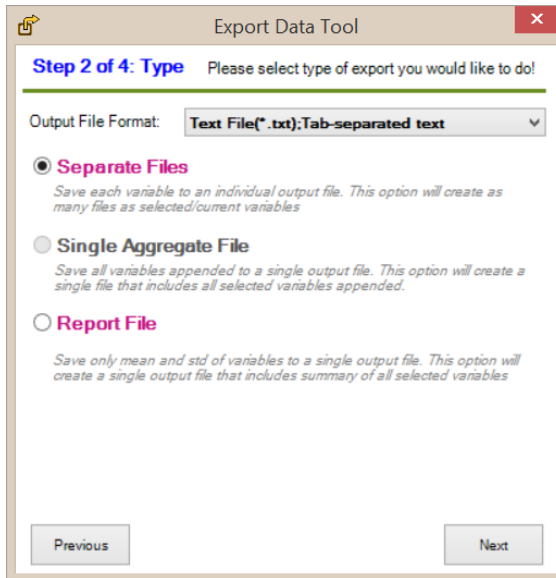 Export Data Tool
Step 2 of 4: Type Please select type of export you would like to do!
Output File Format: Text File(*.txt);Tab-separated text
Separate Files
Save each variable to an individual output file. This option will create as
many files as selected/current variables
Single Aggregate File
Save all variables appended to a single output file. This option will create a
single file that includes all selected variables appended.
Report File
Save only mean and std of variables to a single output file. This option will
create a single output file that includes summary of all selected variables
Previous Next